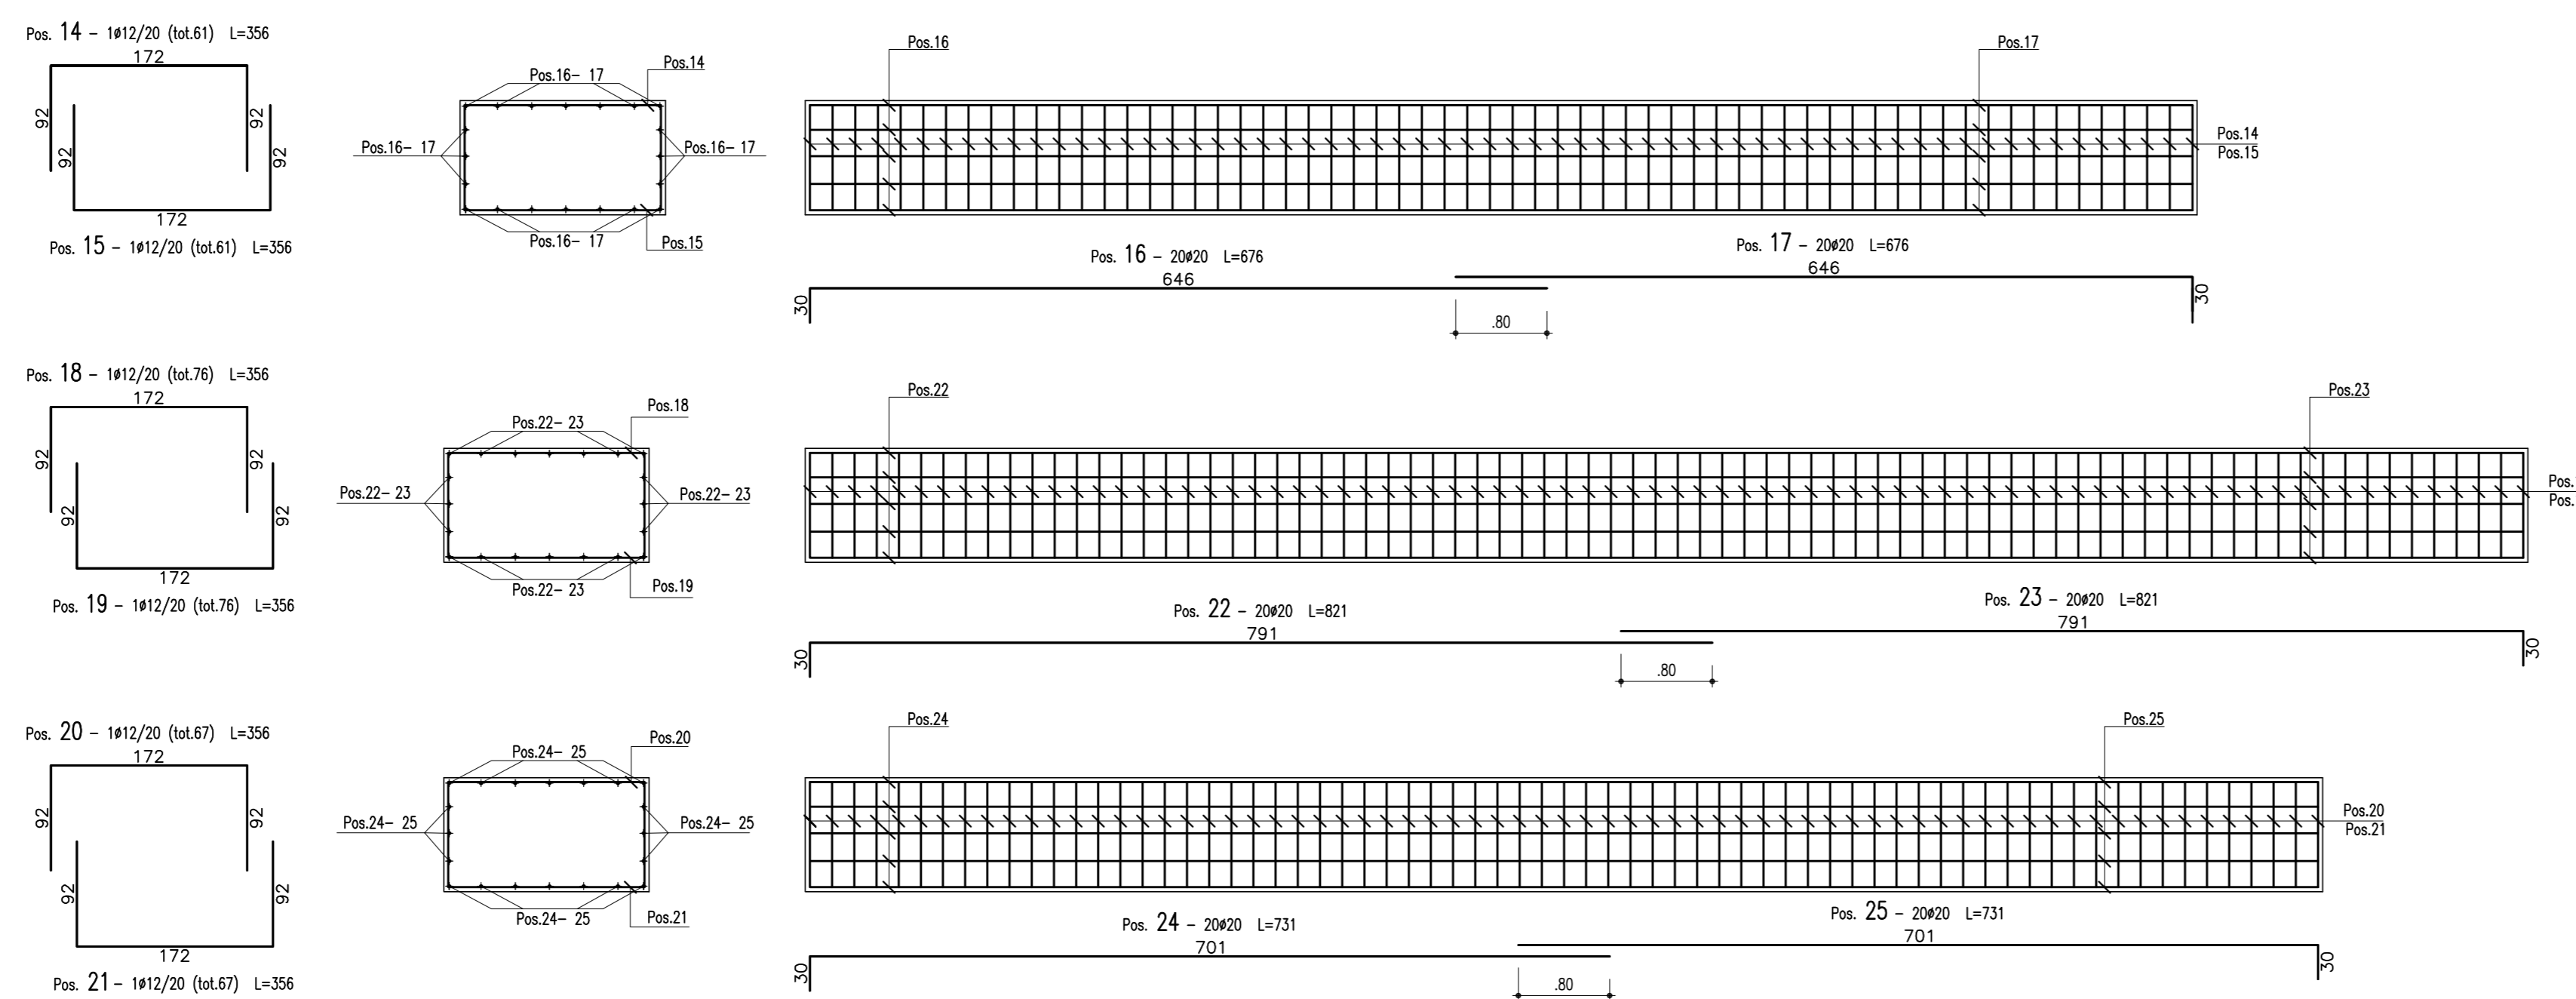 Pos. 14 - 1ø12/20 (tot.61) L=356
172
92
92
92
92
172
Pos. 15 - 1ø12/20 (tot.61) L=356
Pos.16- 17
Pos.14
Pos.16- 17
Pos.16- 17
Pos.16- 17
Pos.15
Pos.16
Pos.17
Pos.14
Pos.15
Pos. 16 - 20ø20 L=676
646
30
Pos. 17 - 20ø20 L=676
646
30
.80
Pos. 18 - 1ø12/20 (tot.76) L=356
172
92
92
92
92
172
Pos. 19 - 1ø12/20 (tot.76) L=356
Pos.22- 23
Pos.18
Pos.22- 23
Pos.22- 23
Pos.22- 23
Pos.19
Pos.22
Pos.23
Pos.
Pos.
Pos. 22 - 20ø20 L=821
791
30
Pos. 23 - 20ø20 L=821
791
30
.80
Pos. 20 - 1ø12/20 (tot.67) L=356
172
92
92
92
92
172
Pos. 21 - 1ø12/20 (tot.67) L=356
Pos.24- 25
Pos.20
Pos.24- 25
Pos.24- 25
Pos.24- 25
Pos.21
Pos.24
Pos.25
Pos.20
Pos.21
Pos. 24 - 20ø20 L=731
701
30
Pos. 25 - 20ø20 L=731
701
30
.80